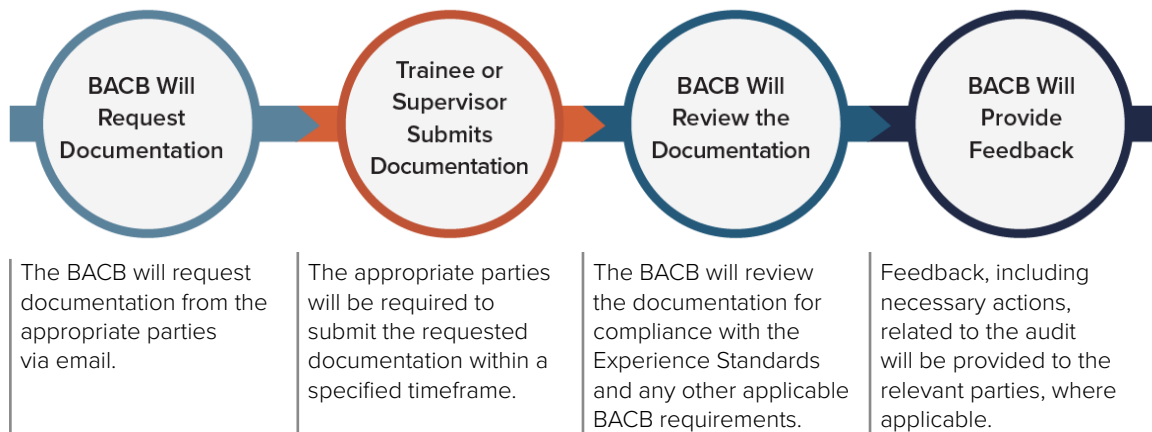 BACB Will
Request
Documentation
Trainee or
Supervisor
Submits
Documentation
BACB Will
Review the
Documentation
BACB Will
Provide
Feedback
The BACB will request
documentation from the
appropriate parties
via email.
The appropriate parties
will be required to
submit the requested
documentation within a
specified timeframe.
The BACB will review
the documentation for
compliance with the
Experience Standards
and any other applicable
BACB requirements.
Feedback, including
necessary actions,
related to the audit
will be provided to the
relevant parties, where
applicable.